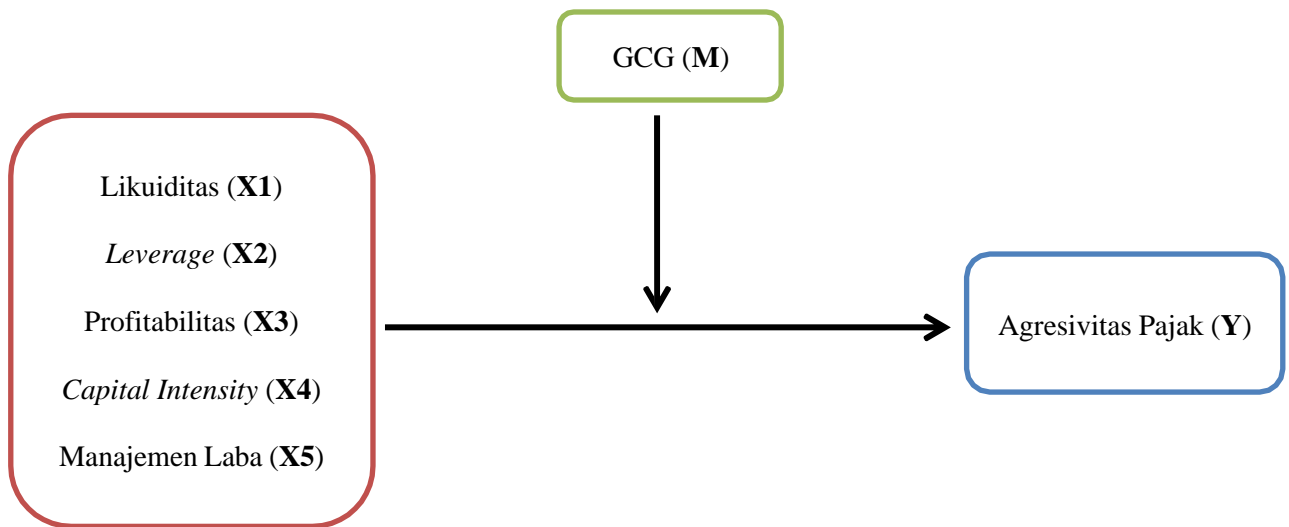 GCG (M)
Likuiditas (X1)
Leverage (X2)
Profitabilitas (X3)
Capital Intensity (X4)
Manajemen Laba (X5)
Agresivitas Pajak (Y)